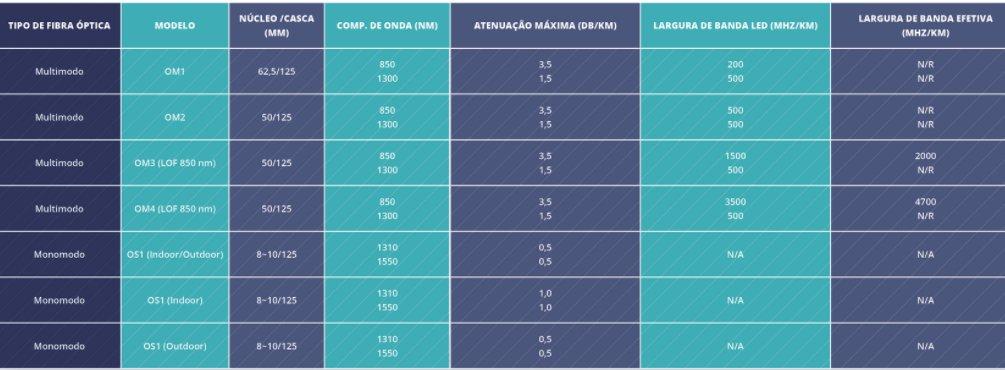 TIPO DE FIBRA ÓPTICA MODELO NÚCLEO /CASCA (MM) COMP. DE ONDA (NM) ATENUAÇÃO MÁXIMA (DB/KM) LARGURA DE BANDA LED (MHZ/KM) LARGURA DE BANDA EFETIVA (MHZ/KM)
Multimodo OM1 62,5/125 850 3,5 200 N/R
1300 1,5 500 N/R
Multimodo OM2 50/125 850 3,5 500 N/R
1300 1,5 500 N/R
Multimodo OM3 (LOF 850 nm) 50/125 850 3,5 1500 2000
1300 1,5 500 N/R
Multimodo OM4 (LOF 850 nm) 50/125 850 3,5 3500 4700
1300 1,5 500 N/R
Monomodo OS1 (Indoor/Outdoor) 8~10/125 1310 0,5 N/A N/A
1550 0,5
Monomodo OS1 (Indoor) 8~10/125 1310 1,0 N/A N/A
1550 1,0
Monomodo OS1 (Outdoor) 8~10/125 1310 0,5 N/A N/A
1550 0,5